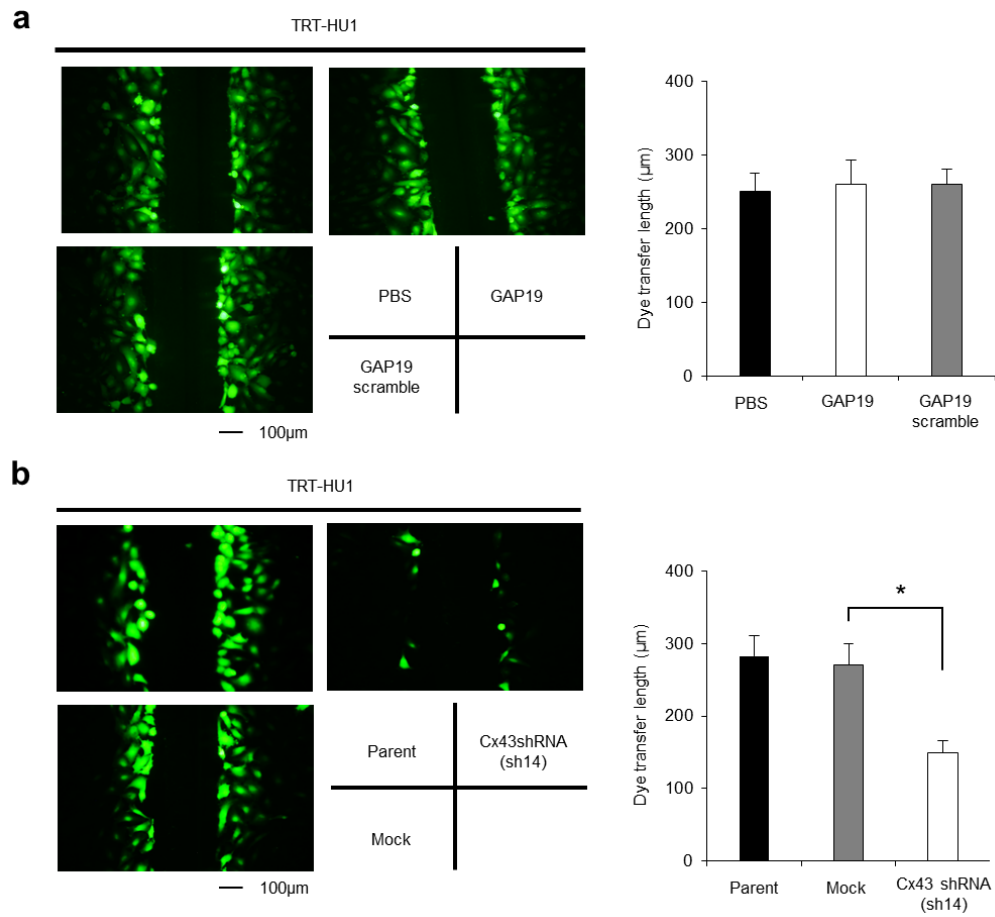 a
TRT-HU1
PBS
GAP19
GAP19
scramble
100µm
Dye transfer length (µm)
400
300
200
100
0
PBS
GAP19
GAP19
scramble
b
TRT-HU1
Parent
Cx43shRNA
(sh14)
Mock
100µm
Dye transfer length (µm)
400
300
200
100
0
*
Parent
Mock
Cx43 shRNA
(sh14)